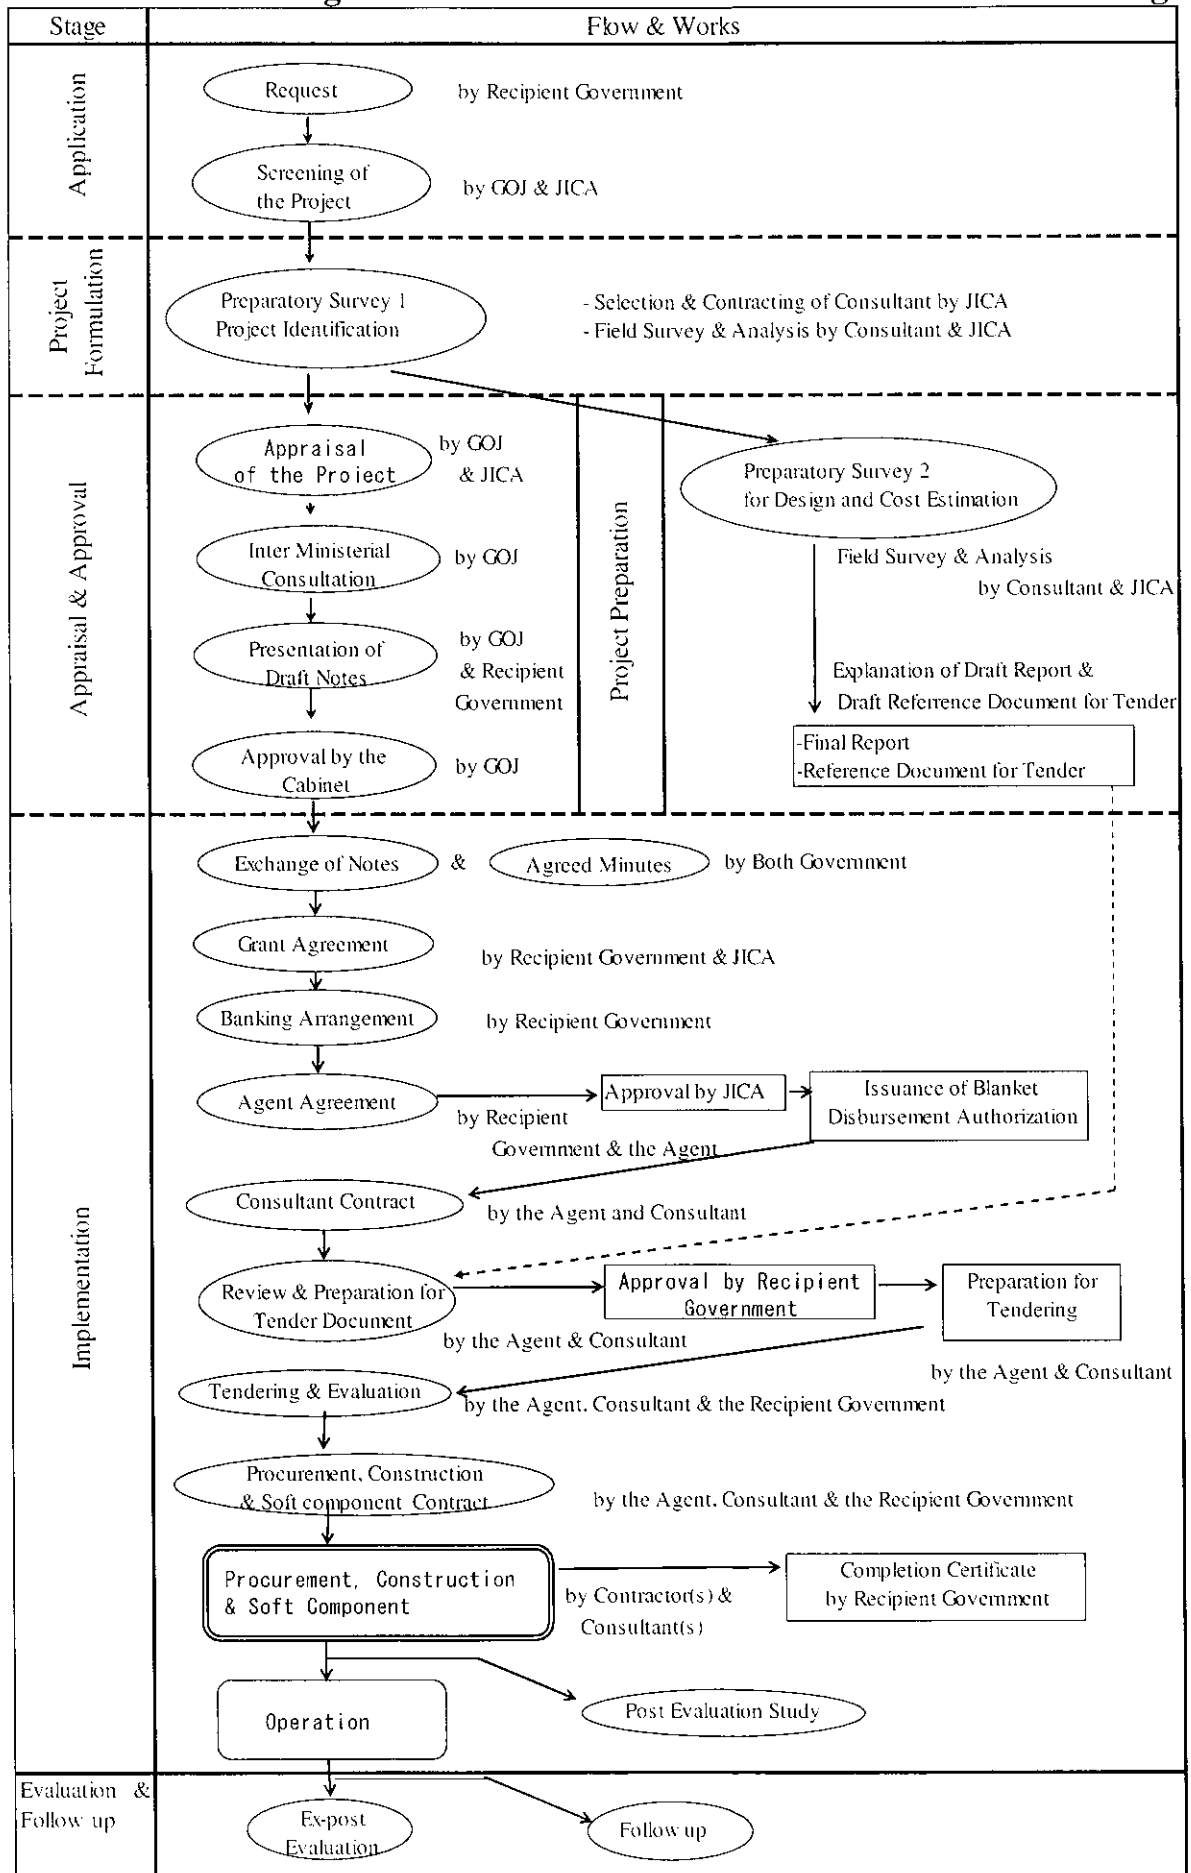 Stage
Flow & Works
Application
Request
by Recipient Government
Screening of
the Project
by GOJ & JICA
Project
Formulation
Preparatory Survey 1
Project Identification
- Selection & Contracting of Consultant by JICA
- Field Survey & Analysis by Consultant & JICA
Appraisal & Approval
Appraisal
of the Project
by GOJ
& JICA
Inter Ministerial
Consultation
by GOJ
Presentation of
Draft Notes
by GOJ
& Recipient
Government
Approval by the
Cabinet
by GOJ
Project Preparation
Preparatory Survey 2
for Design and Cost Estimation
Field Survey & Analysis
by Consultant & JICA
Explanation of Draft Report &
Draft Referrence Document for Tender
-Final Report
-Reference Document for Tender
Implementation
Exchange of Notes
&
Agreed Minutes
by Both Government
Grant Agreement
by Recipient Government & JICA
Banking Arrangement
by Recipient Government
Agent Agreement
by Recipient
Government & the Agent
Approval by JICA
Issuance of Blanket
Disbursement Authorization
Consultant Contract
by the Agent and Consultant
Review & Preparation for
Tender Document
by the Agent & Consultant
Approval by Recipient
Government
Preparation for
Tendering
by the Agent & Consultant
Tendering & Evaluation
by the Agent, Consultant & the Recipient Government
Procurement, Construction
& Soft component Contract
by the Agent, Consultant & the Recipient Government
Procurement, Construction
& Soft Component
by Contractor(s) &
Consultant(s)
Completion Certificate
by Recipient Government
Operation
Post Evaluation Study
Evaluation &
Follow up
Ex-post
Evaluation
Follow up